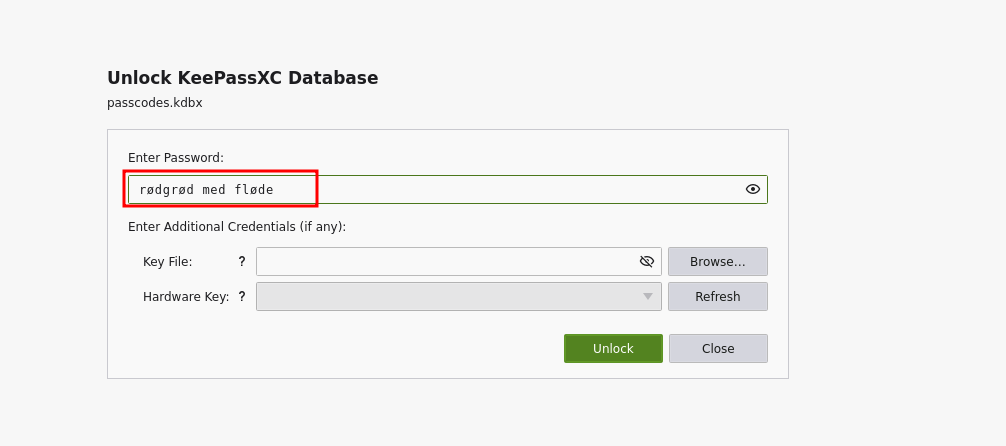 Unlock KeePassXC Database
passcodes.kdbx
Enter Password:
rødgrød med fløde
Enter Additional Credentials (if any):
Key File: ? Browse...
Hardware Key: ? Refresh
Unlock Close